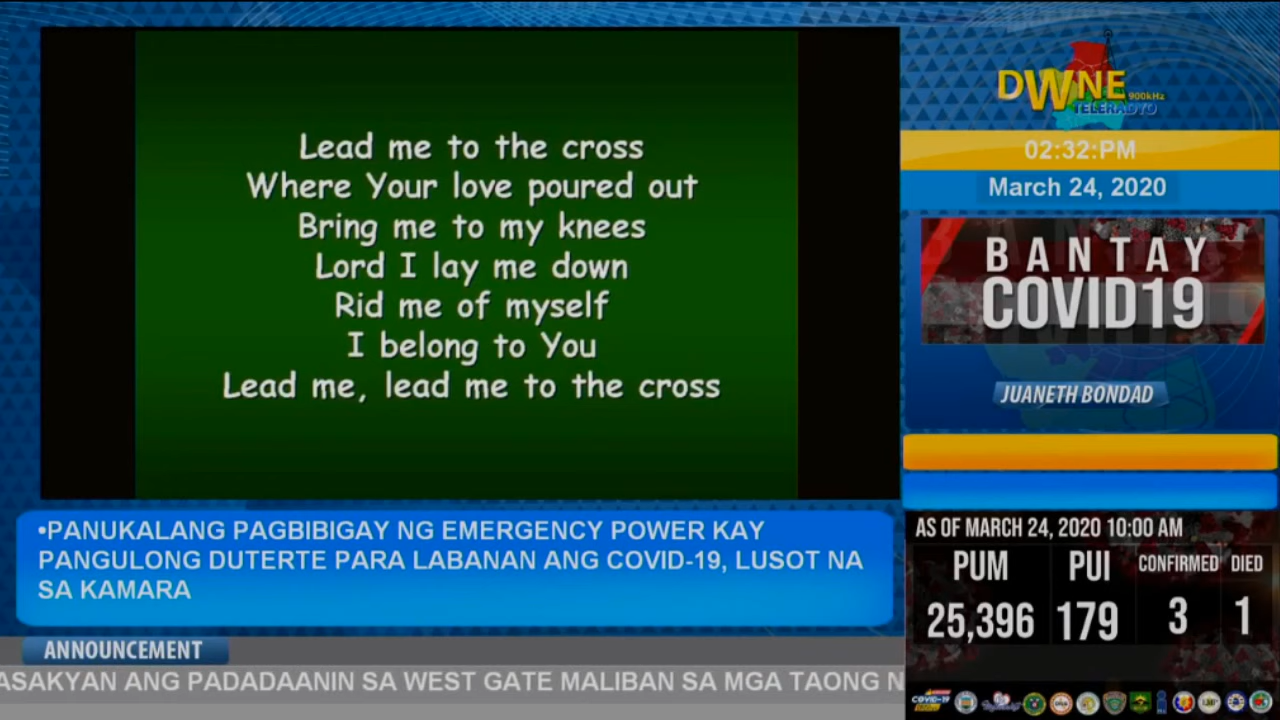 Lead me to the cross
Where Your love poured out
Bring me to my knees
Lord I lay me down
Rid me of myself
I belong to You
Lead me, lead me to the cross
DWNE
900kHz
TELERADYO
02:32:PM
March 24, 2020
BANTAY
COVID19
JUANETH BONDAD
•PANUKALANG PAGBIBIGAY NG EMERGENCY POWER KAY
PANGULONG DUTERTE PARA LABANAN ANG COVID-19, LUSOT NA
SA KAMARA
AS OF MARCH 24, 2020 10:00 AM
PUM PUI CONFIRMED DIED
25,396 179 3 1
ANNOUNCEMENT
ASAKYAN ANG PADADAANIN SA WEST GATE MALIBAN SA MGA TAONG N
COVID-19